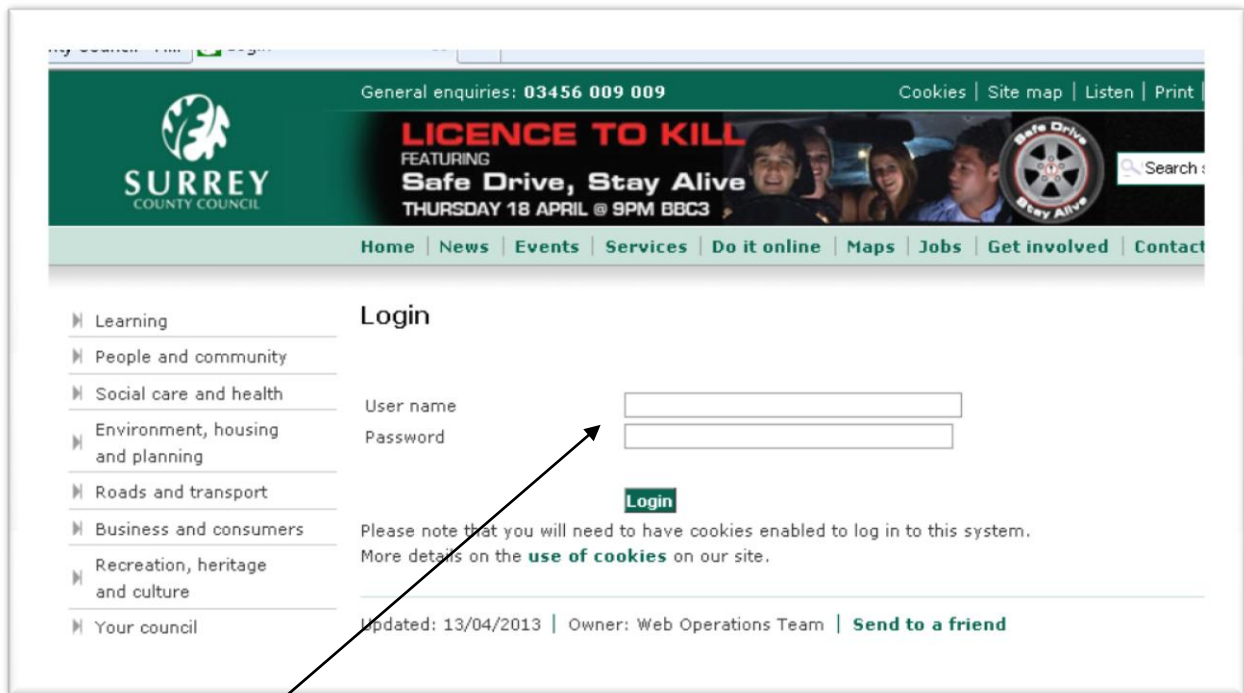 General enquiries: 03456 009 009
Cookies | Site map | Listen | Print |
LICENCE TO KILL
FEATURING
Safe Drive, Stay Alive
THURSDAY 18 APRIL @ 9PM BBC3
Safe Drive
Stay Alive
Search
SURREY
COUNTY COUNCIL
Home | News | Events | Services | Do it online | Maps | Jobs | Get involved | Contact
Learning
People and community
Social care and health
Environment, housing
and planning
Roads and transport
Business and consumers
Recreation, heritage
and culture
Your council
Login
User name
Password
Login
Please note that you will need to have cookies enabled to log in to this system.
More details on the use of cookies on our site.
Updated: 13/04/2013 | Owner: Web Operations Team | Send to a friend